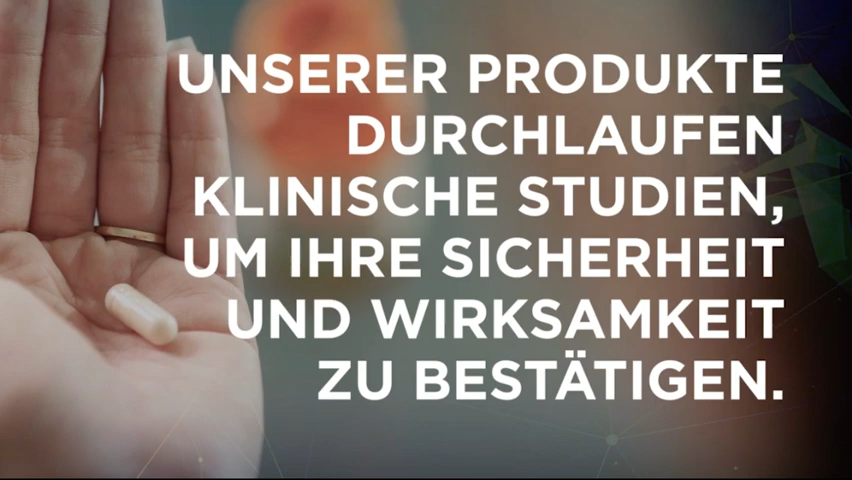 UNSERER PRODUKTE
DURCHLAUFEN
KLINISCHE STUDIEN,
UM IHRE SICHERHEIT
UND WIRKSAMKEIT
ZU BESTÄTIGEN.